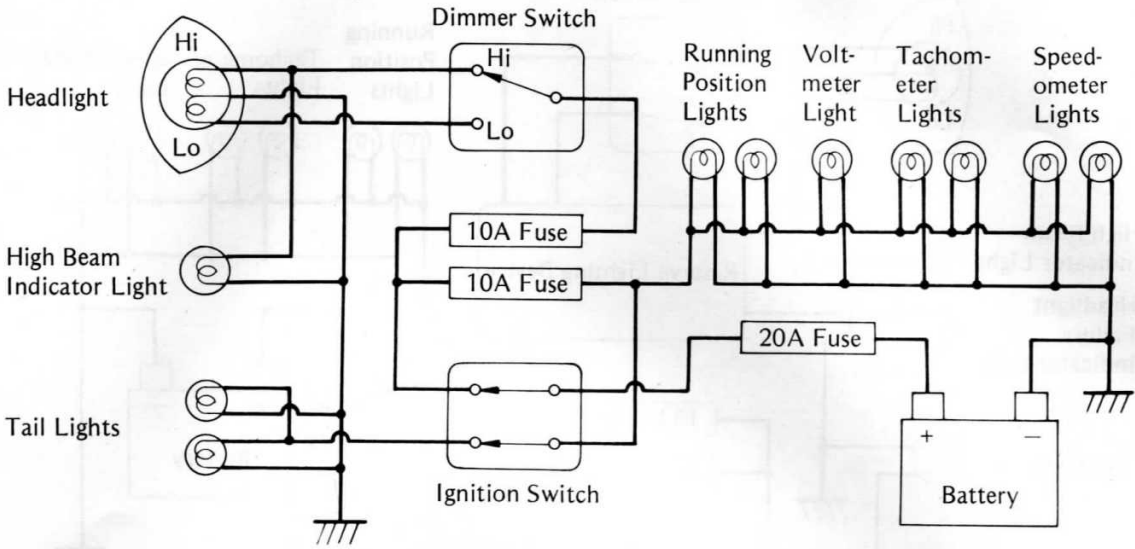 Dimmer Switch
Hi
Headlight
Lo
Hi
Lo
Running
Position
Lights
Volt-
meter
Light
Tachom-
eter
Lights
Speed-
ometer
Lights
10A Fuse
10A Fuse
High Beam
Indicator Light
20A Fuse
Tail Lights
Ignition Switch
+
−
Battery